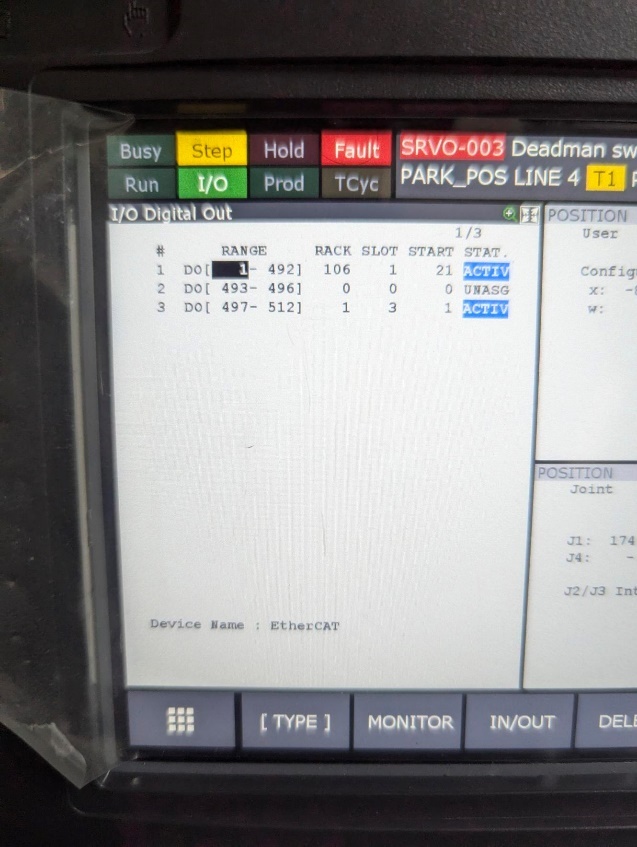 Busy Step Hold Fault SRVO-003 Deadman sw
Run I/O Prod TCyc PARK_POS LINE 4 T1
I/O Digital Out
1/3
# RANGE RACK SLOT START STAT.
1 DO[ 1- 492] 106 1 21 ACTIV
2 DO[ 493- 496] 0 0 0 UNASG
3 DO[ 497- 512] 1 3 1 ACTIV
Device Name : EtherCAT
POSITION
User
Config
x: -
w:
POSITION
Joint
J1: 174
J4: -
J2/J3 Int
[ TYPE ] MONITOR IN/OUT DELE